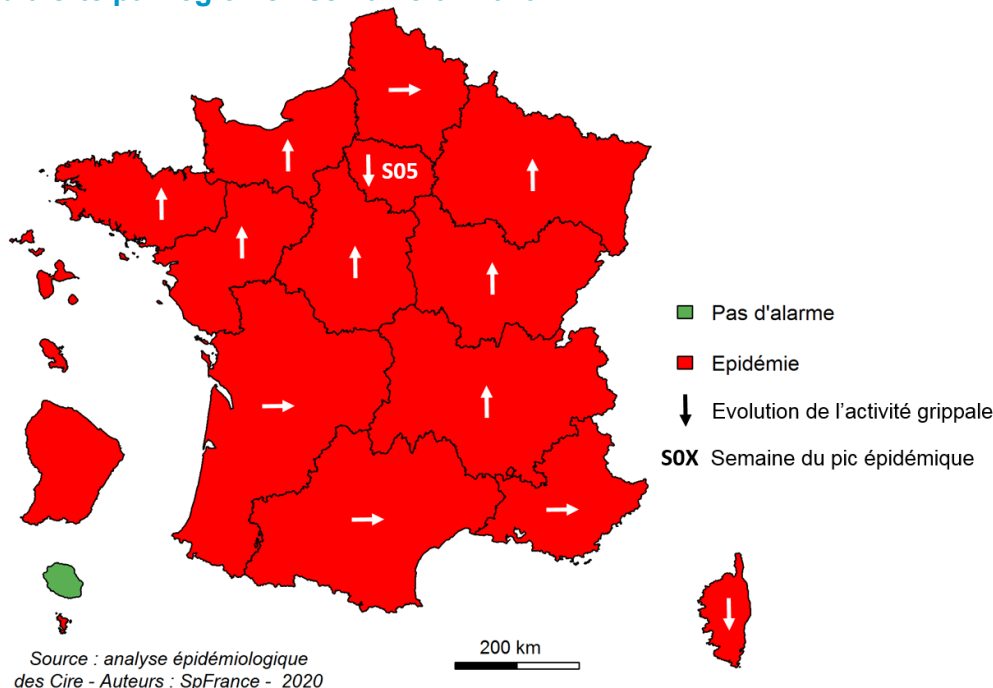 S05
Pas d'alarme
Epidémie
Evolution de l’activité grippale
S0X Semaine du pic épidémique
200 km
Source : analyse épidémiologique
des Cire - Auteurs : SpFrance - 2020